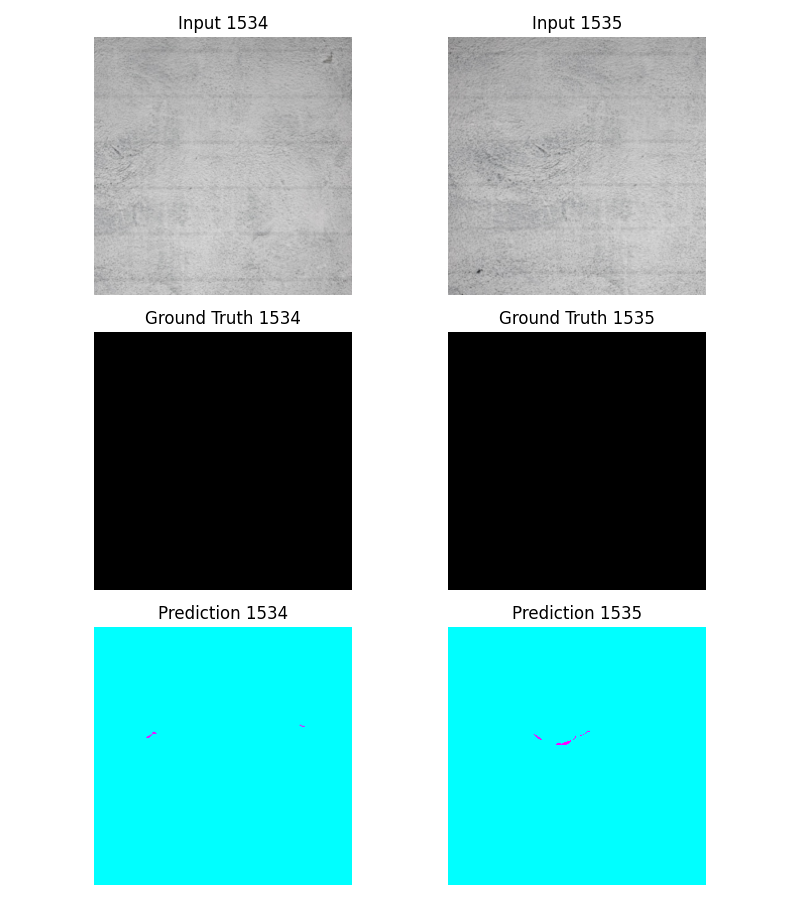 Input 1534
Input 1535
Ground Truth 1534
Ground Truth 1535
Prediction 1534
Prediction 1535